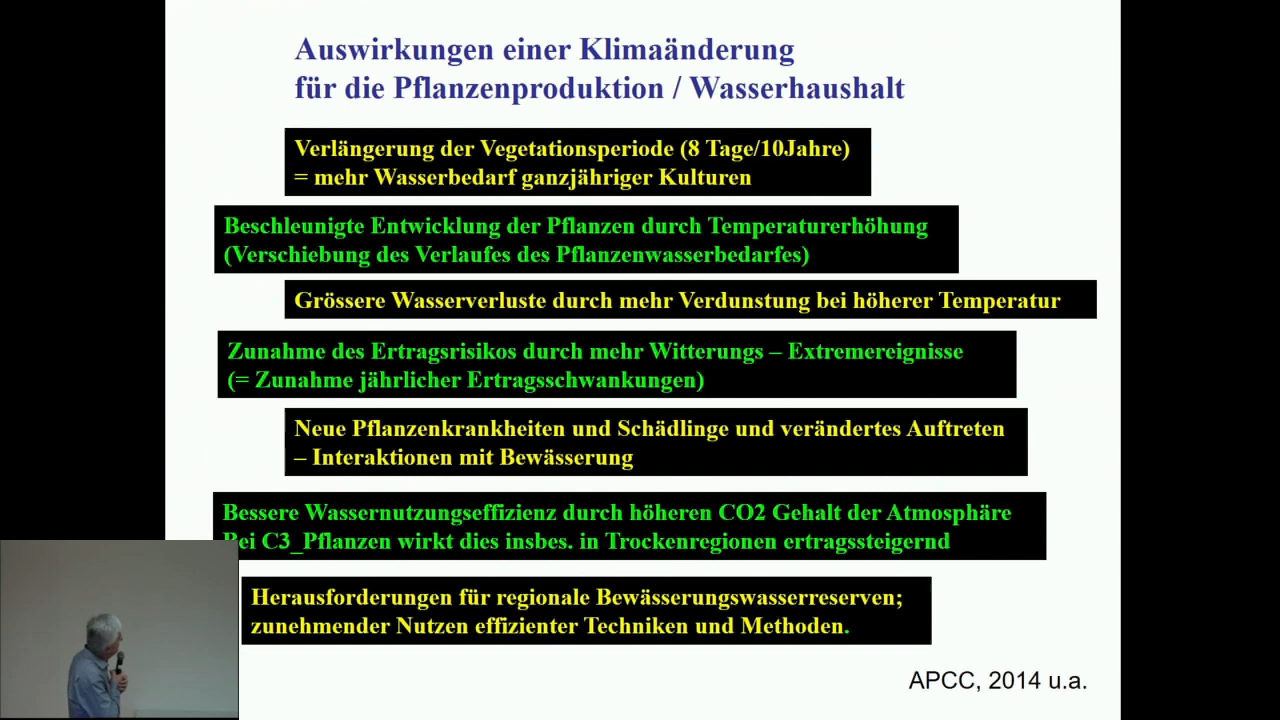 Auswirkungen einer Klimaänderung
für die Pflanzenproduktion / Wasserhaushalt
Verlängerung der Vegetationsperiode (8 Tage/10Jahre)
= mehr Wasserbedarf ganzjähriger Kulturen
Beschleunigte Entwicklung der Pflanzen durch Temperaturerhöhung
(Verschiebung des Verlaufes des Pflanzenwasserbedarfes)
Grössere Wasserverluste durch mehr Verdunstung bei höherer Temperatur
Zunahme des Ertragsrisikos durch mehr Witterungs – Extremereignisse
(= Zunahme jährlicher Ertragsschwankungen)
Neue Pflanzenkrankheiten und Schädlinge und verändertes Auftreten
– Interaktionen mit Bewässerung
Bessere Wassernutzungseffizienz durch höheren CO2 Gehalt der Atmosphäre
Bei C3_Pflanzen wirkt dies insbes. in Trockenregionen ertragssteigernd
Herausforderungen für regionale Bewässerungswasserreserven;
zunehmender Nutzen effizienter Techniken und Methoden.
APCC, 2014 u.a.